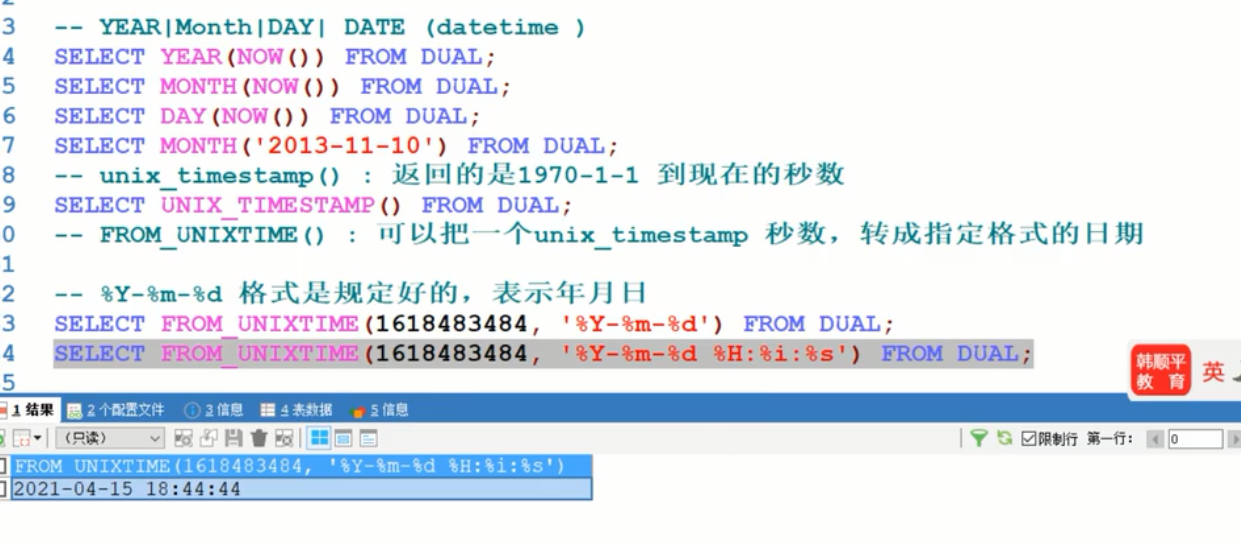 3 -- YEAR|Month|DAY| DATE (datetime )
4 SELECT YEAR(NOW()) FROM DUAL;
5 SELECT MONTH(NOW()) FROM DUAL;
6 SELECT DAY(NOW()) FROM DUAL;
7 SELECT MONTH('2013-11-10') FROM DUAL;
8 -- unix_timestamp() : 返回的是1970-1-1 到现在的秒数
9 SELECT UNIX_TIMESTAMP() FROM DUAL;
0 -- FROM_UNIXTIME() : 可以把一个unix_timestamp 秒数，转成指定格式的日期
1
2 -- %Y-%m-%d 格式是规定好的，表示年月日
3 SELECT FROM_UNIXTIME(1618483484, '%Y-%m-%d') FROM DUAL;
4 SELECT FROM_UNIXTIME(1618483484, '%Y-%m-%d %H:%i:%s') FROM DUAL;
韩顺平
教 育
英
5
1 结果 2 个配置文件 3 信息 4 表数据 5 信息
(只读) 限制行 第一行: 0
FROM_UNIXTIME(1618483484, '%Y-%m-%d %H:%i:%s')
2021-04-15 18:44:44